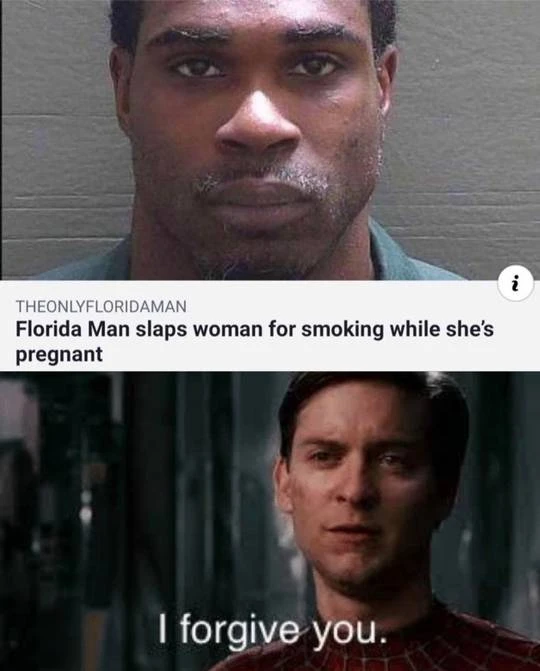 i
THEONLYFLORIDAMAN
Florida Man slaps woman for smoking while she's
pregnant
I forgive you.